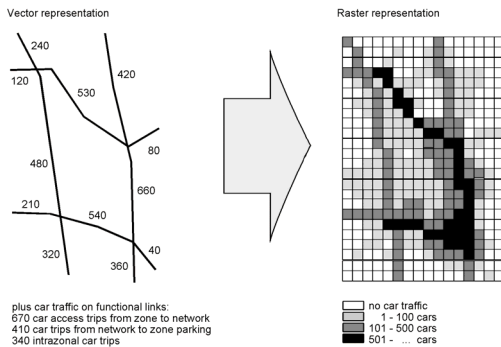 Vector representation
Raster representation
240
120
420
530
80
480
660
210
540
320
40
360
plus car traffic on functional links:
670 car access trips from zone to network
410 car trips from network to zone parking
340 intrazonal car trips
no car traffic
1 - 100 cars
101 - 500 cars
501 - ... cars